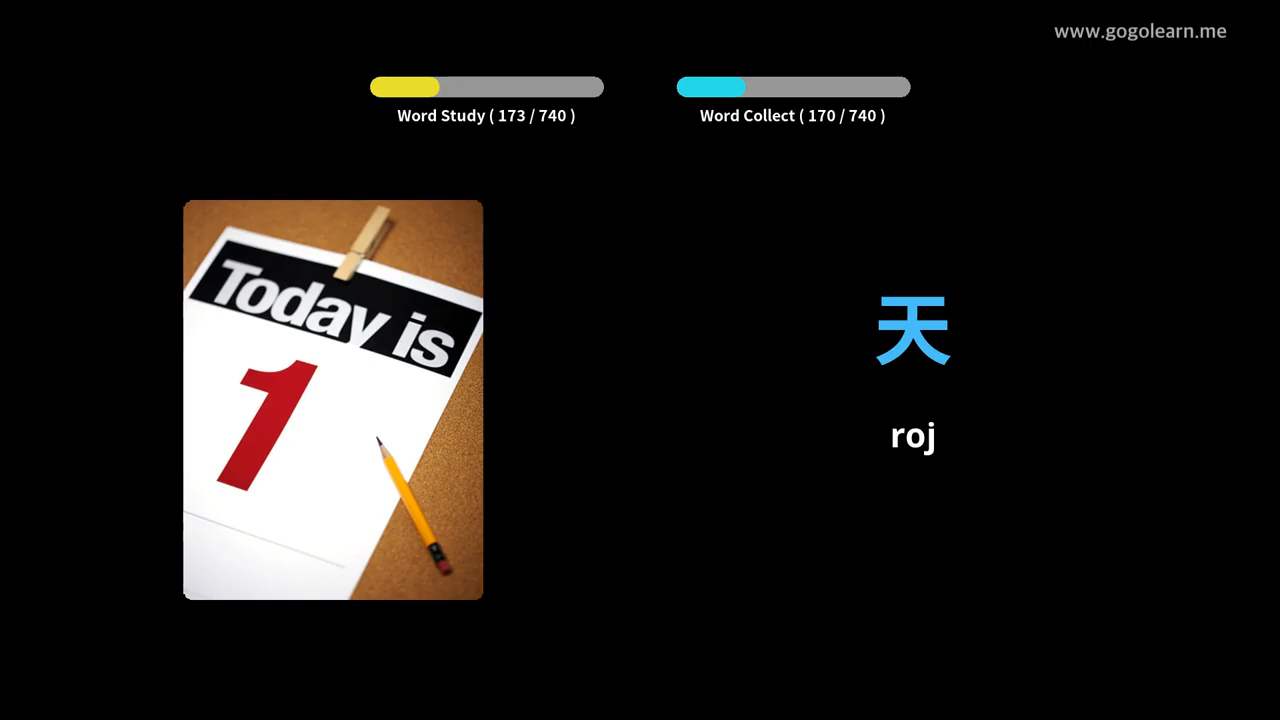 www.gogolearn.me
Word Study ( 173 / 740 )
Word Collect ( 170 / 740 )
Today is
1
天
roj